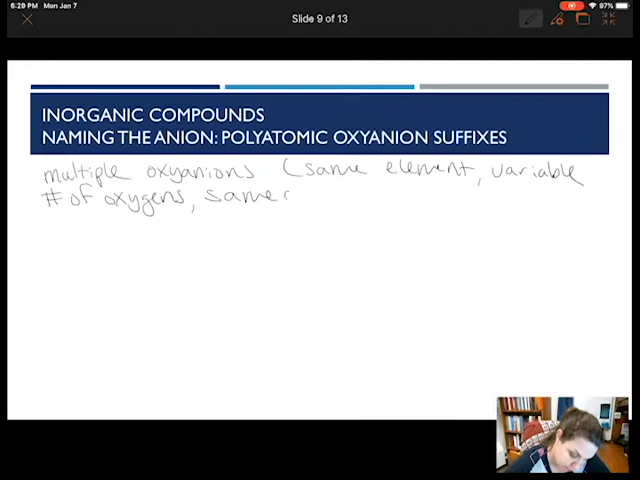 6:29 PM Mon Jan 7
97%
Slide 9 of 13
INORGANIC COMPOUNDS
NAMING THE ANION: POLYATOMIC OXYANION SUFFIXES
multiple oxyanions (same element, variable
# of oxygens, same